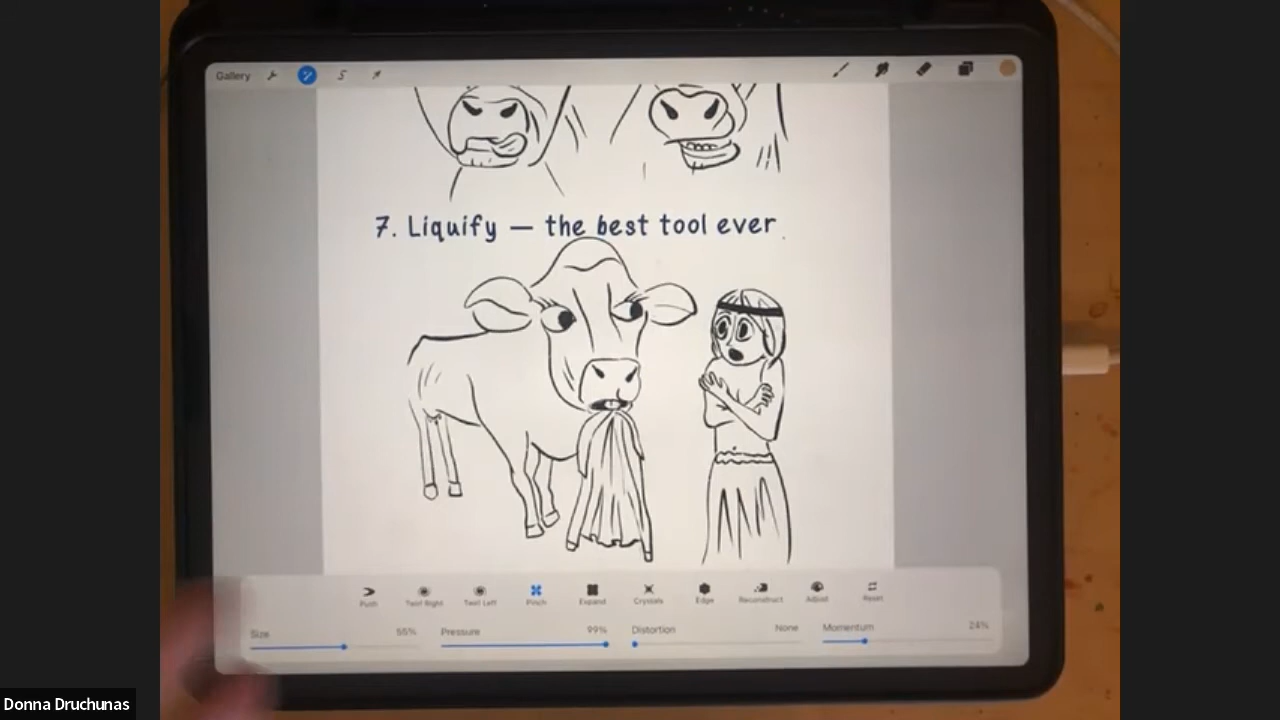 Gallery
7. Liquify — the best tool ever
Push
Twirl Right
Twirl Left
Pinch
Expand
Crystals
Edge
Reconstruct
Adjust
Reset
Size 55%
Pressure 99%
Distortion None
Momentum 24%
Donna Druchunas